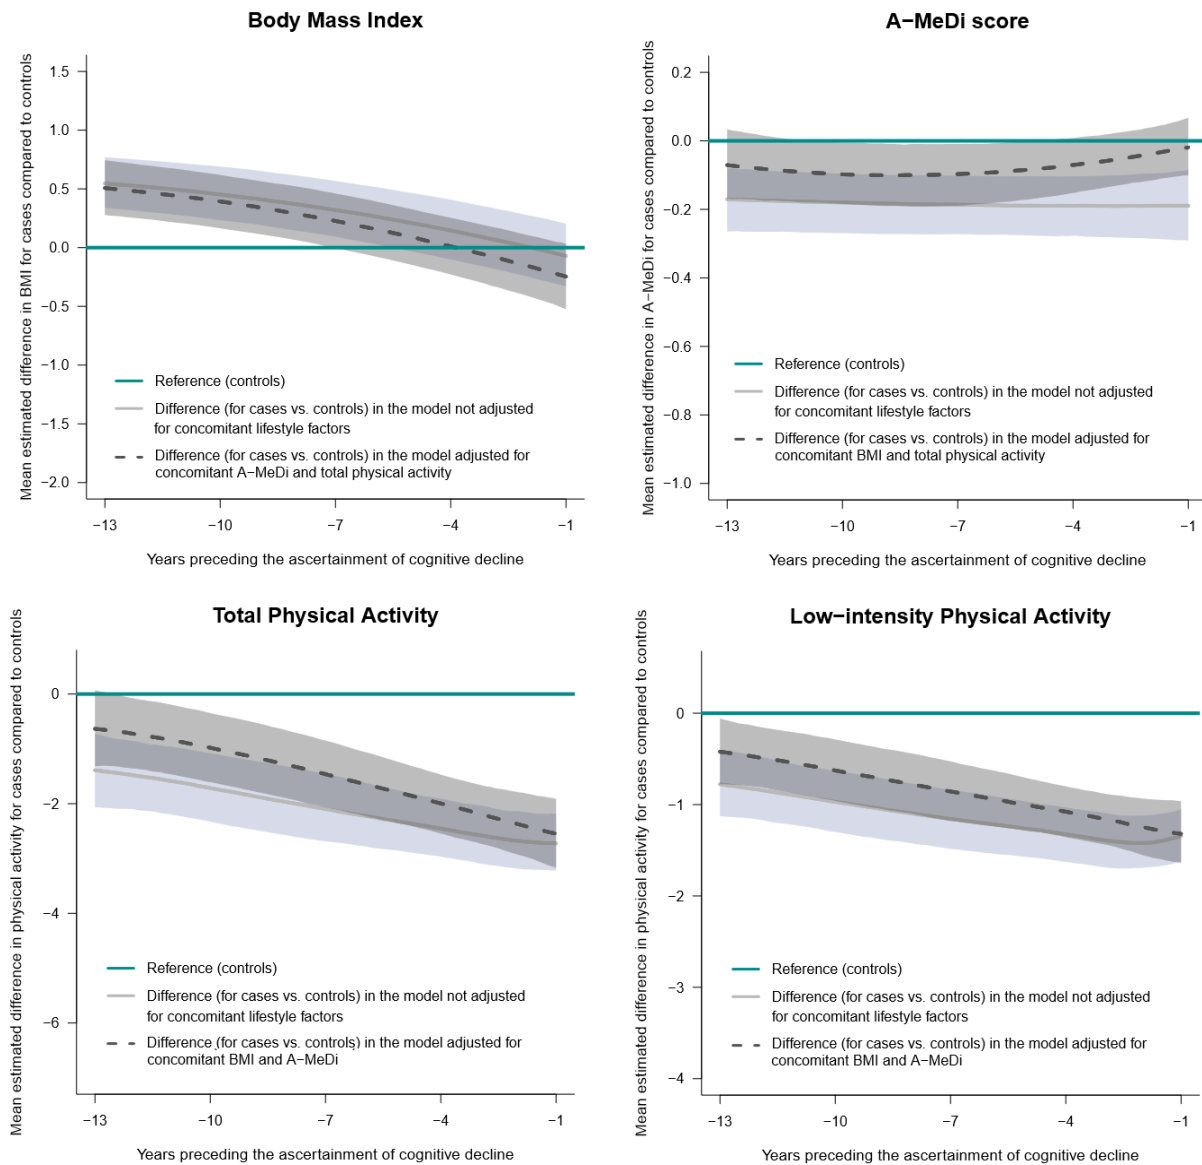 Body Mass Index
Mean estimated difference in BMI for cases compared to controls
1.5
1.0
0.5
0.0
−0.5
−1.0
−1.5
−2.0
Reference (controls)
Difference (for cases vs. controls) in the model not adjusted
for concomitant lifestyle factors
Difference (for cases vs. controls) in the model adjusted for
concomitant A−MeDi and total physical activity
−13
−10
−7
−4
−1
Years preceding the ascertainment of cognitive decline
A−MeDi score
Mean estimated difference in A−MeDi for cases compared to controls
0.2
0.0
−0.2
−0.4
−0.6
−0.8
−1.0
Reference (controls)
Difference (for cases vs. controls) in the model not adjusted
for concomitant lifestyle factors
Difference (for cases vs. controls) in the model adjusted for
concomitant BMI and total physical activity
−13
−10
−7
−4
−1
Years preceding the ascertainment of cognitive decline
Total Physical Activity
Mean estimated difference in physical activity for cases compared to controls
0
−2
−4
−6
Reference (controls)
Difference (for cases vs. controls) in the model not adjusted
for concomitant lifestyle factors
Difference (for cases vs. controls) in the model adjusted for
concomitant BMI and A−MeDi
−13
−10
−7
−4
−1
Years preceding the ascertainment of cognitive decline
Low−intensity Physical Activity
Mean estimated difference in physical activity for cases compared to controls
0
−1
−2
−3
−4
Reference (controls)
Difference (for cases vs. controls) in the model not adjusted
for concomitant lifestyle factors
Difference (for cases vs. controls) in the model adjusted for
concomitant BMI and A−MeDi
−13
−10
−7
−4
−1
Years preceding the ascertainment of cognitive decline